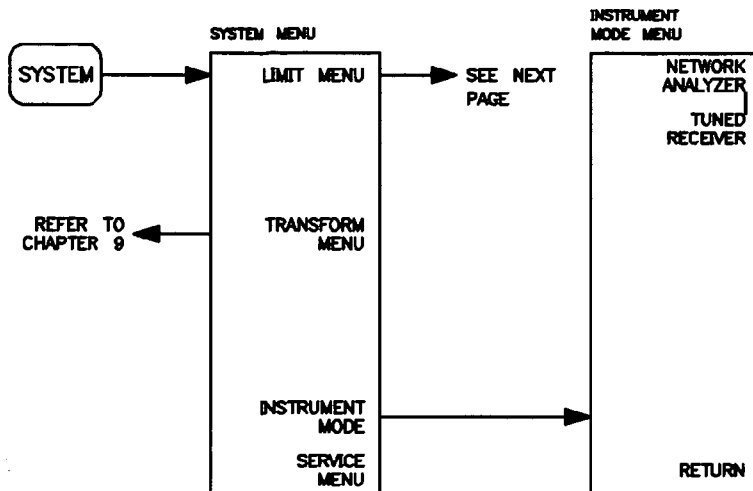 SYSTEM
SYSTEM MENU
LIMIT MENU
SEE NEXT
PAGE
REFER TO
CHAPTER 9
TRANSFORM
MENU
INSTRUMENT
MODE
SERVICE
MENU
INSTRUMENT
MODE MENU
NETWORK
ANALYZER
TUNED
RECEIVER
RETURN